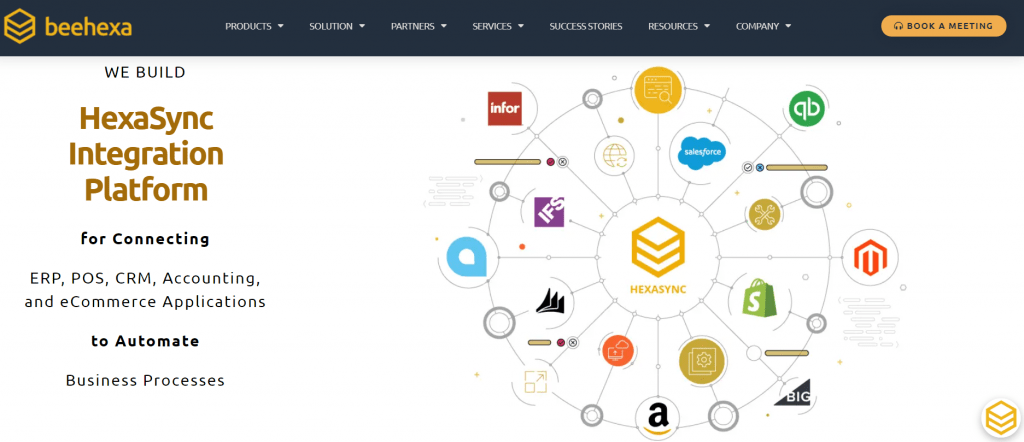 beehexa
PRODUCTS
SOLUTION
PARTNERS
SERVICES
SUCCESS STORIES
RESOURCES
COMPANY
BOOK A MEETING
WE BUILD
HexaSync
Integration
Platform
for Connecting
ERP, POS, CRM, Accounting,
and eCommerce Applications
to Automate
Business Processes
infor
qb
salesforce
IFS
HEXASYNC
S
a
BIG